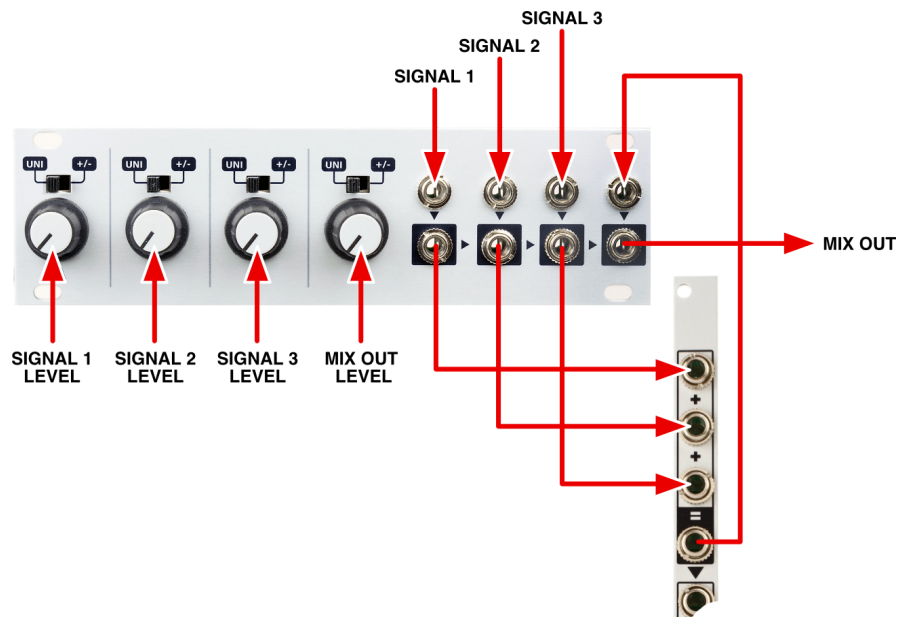 SIGNAL 3
SIGNAL 2
SIGNAL 1
UNI +/- UNI +/- UNI +/- UNI +/-
MIX OUT
SIGNAL 1 LEVEL
SIGNAL 2 LEVEL
SIGNAL 3 LEVEL
MIX OUT LEVEL
+
+
=